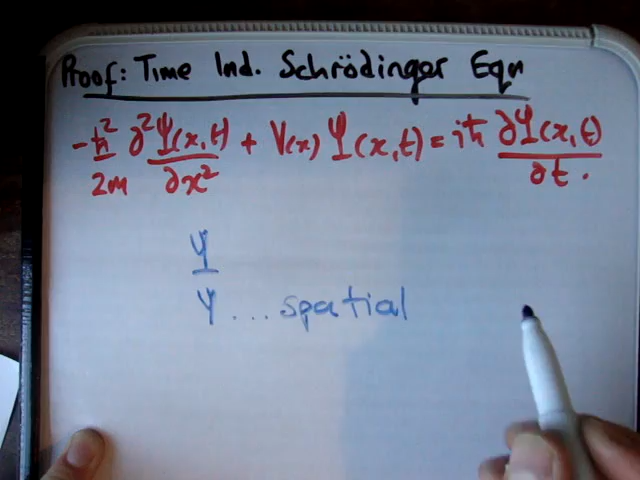 Proof: Time Ind. Schrödinger Eqn
-ħ²/2m ∂²Ψ(x,t)/∂x² + V(x) Ψ(x,t) = iħ ∂Ψ(x,t)/∂t.
Ψ
ψ ... spatial